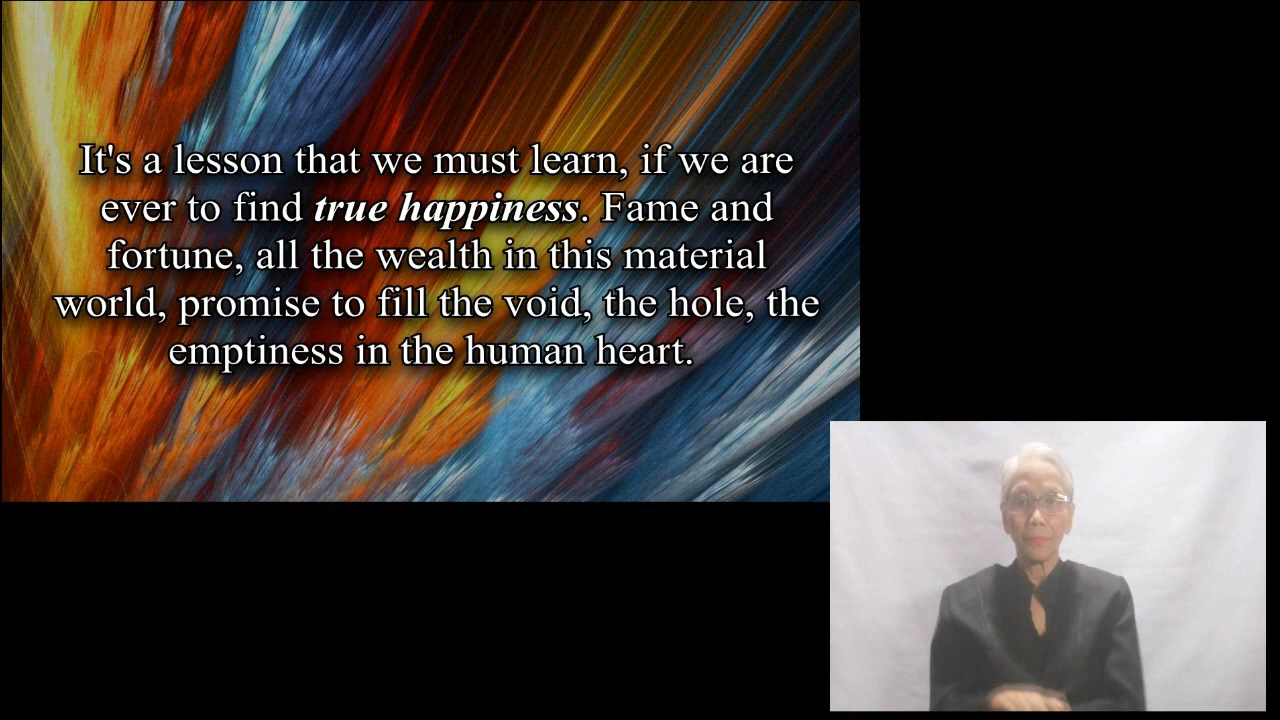 It's a lesson that we must learn, if we are
ever to find true happiness. Fame and
fortune, all the wealth in this material
world, promise to fill the void, the hole, the
emptiness in the human heart.